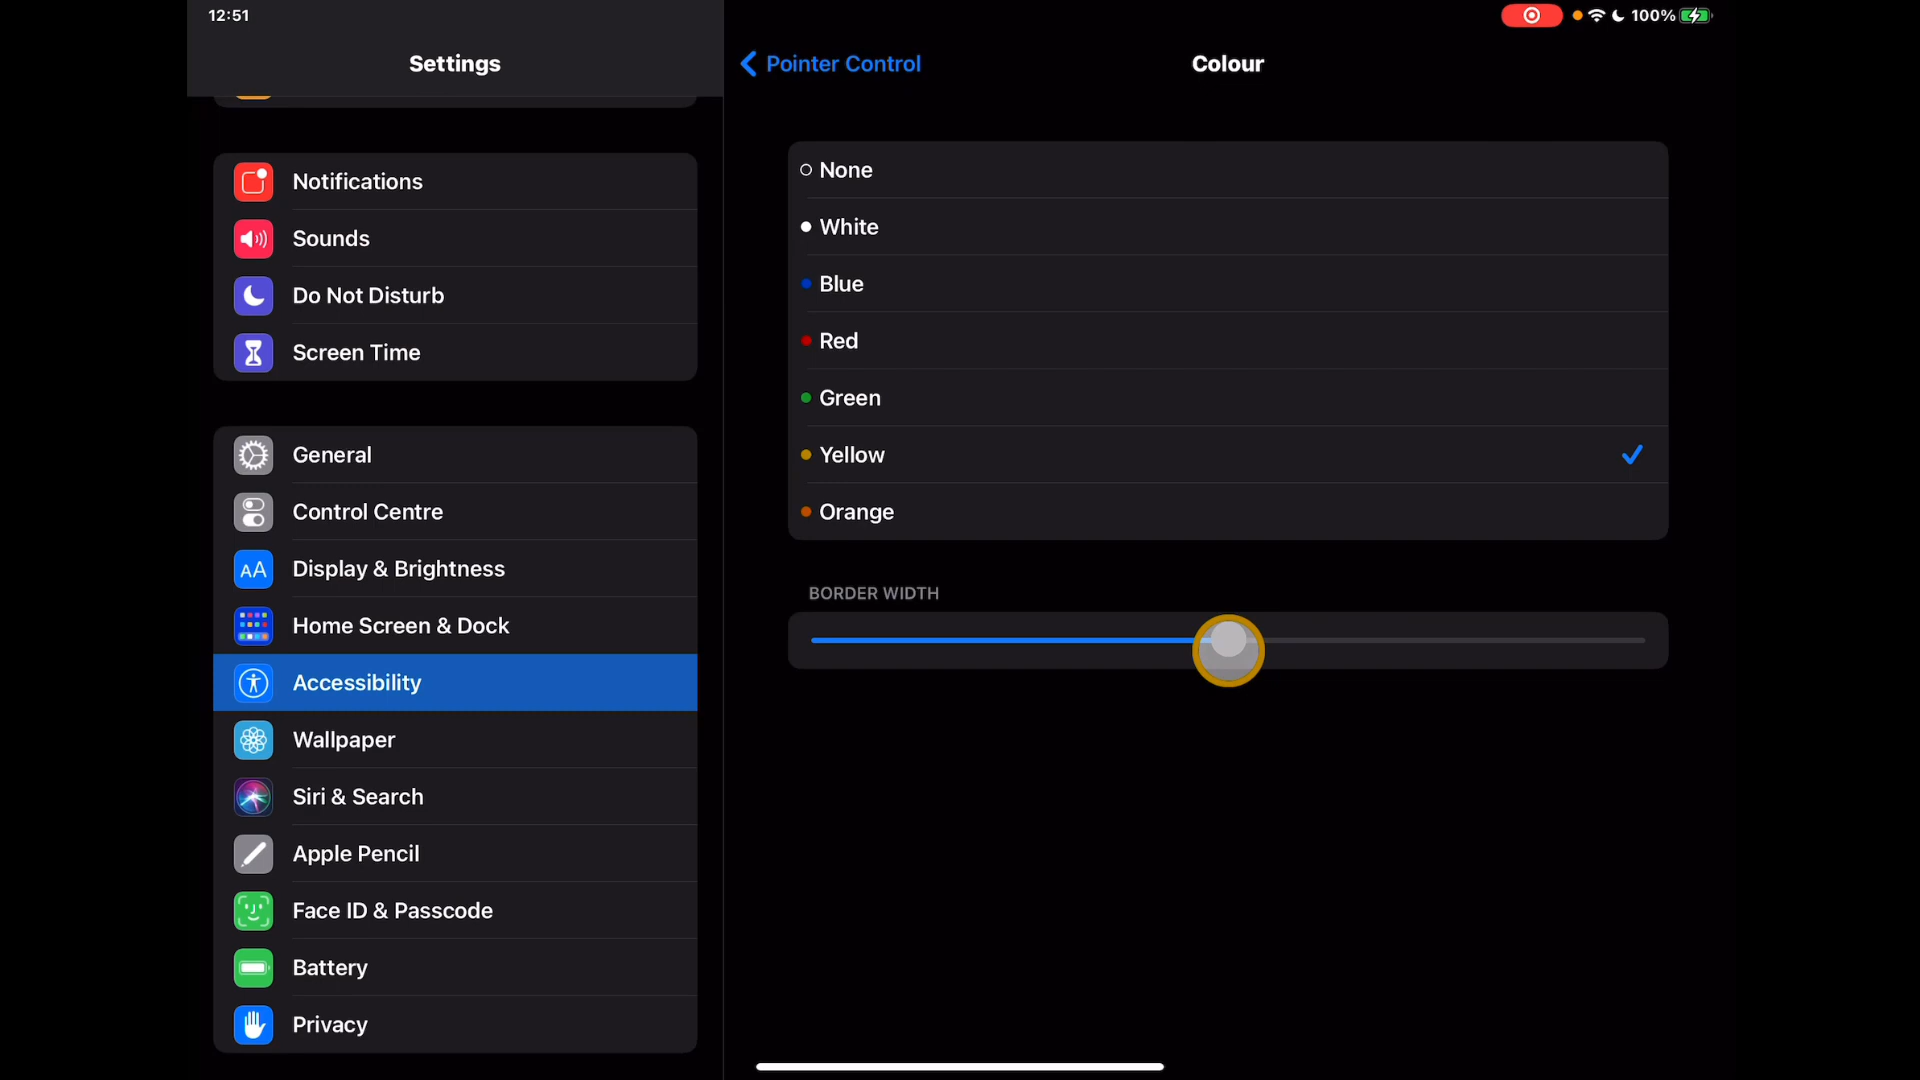 12:51
100%
Settings
Notifications
Sounds
Do Not Disturb
Screen Time
General
Control Centre
AA
Display & Brightness
Home Screen & Dock
Accessibility
Wallpaper
Siri & Search
Apple Pencil
Face ID & Passcode
Battery
Privacy
Pointer Control
Colour
None
White
Blue
Red
Green
Yellow
Orange
BORDER WIDTH